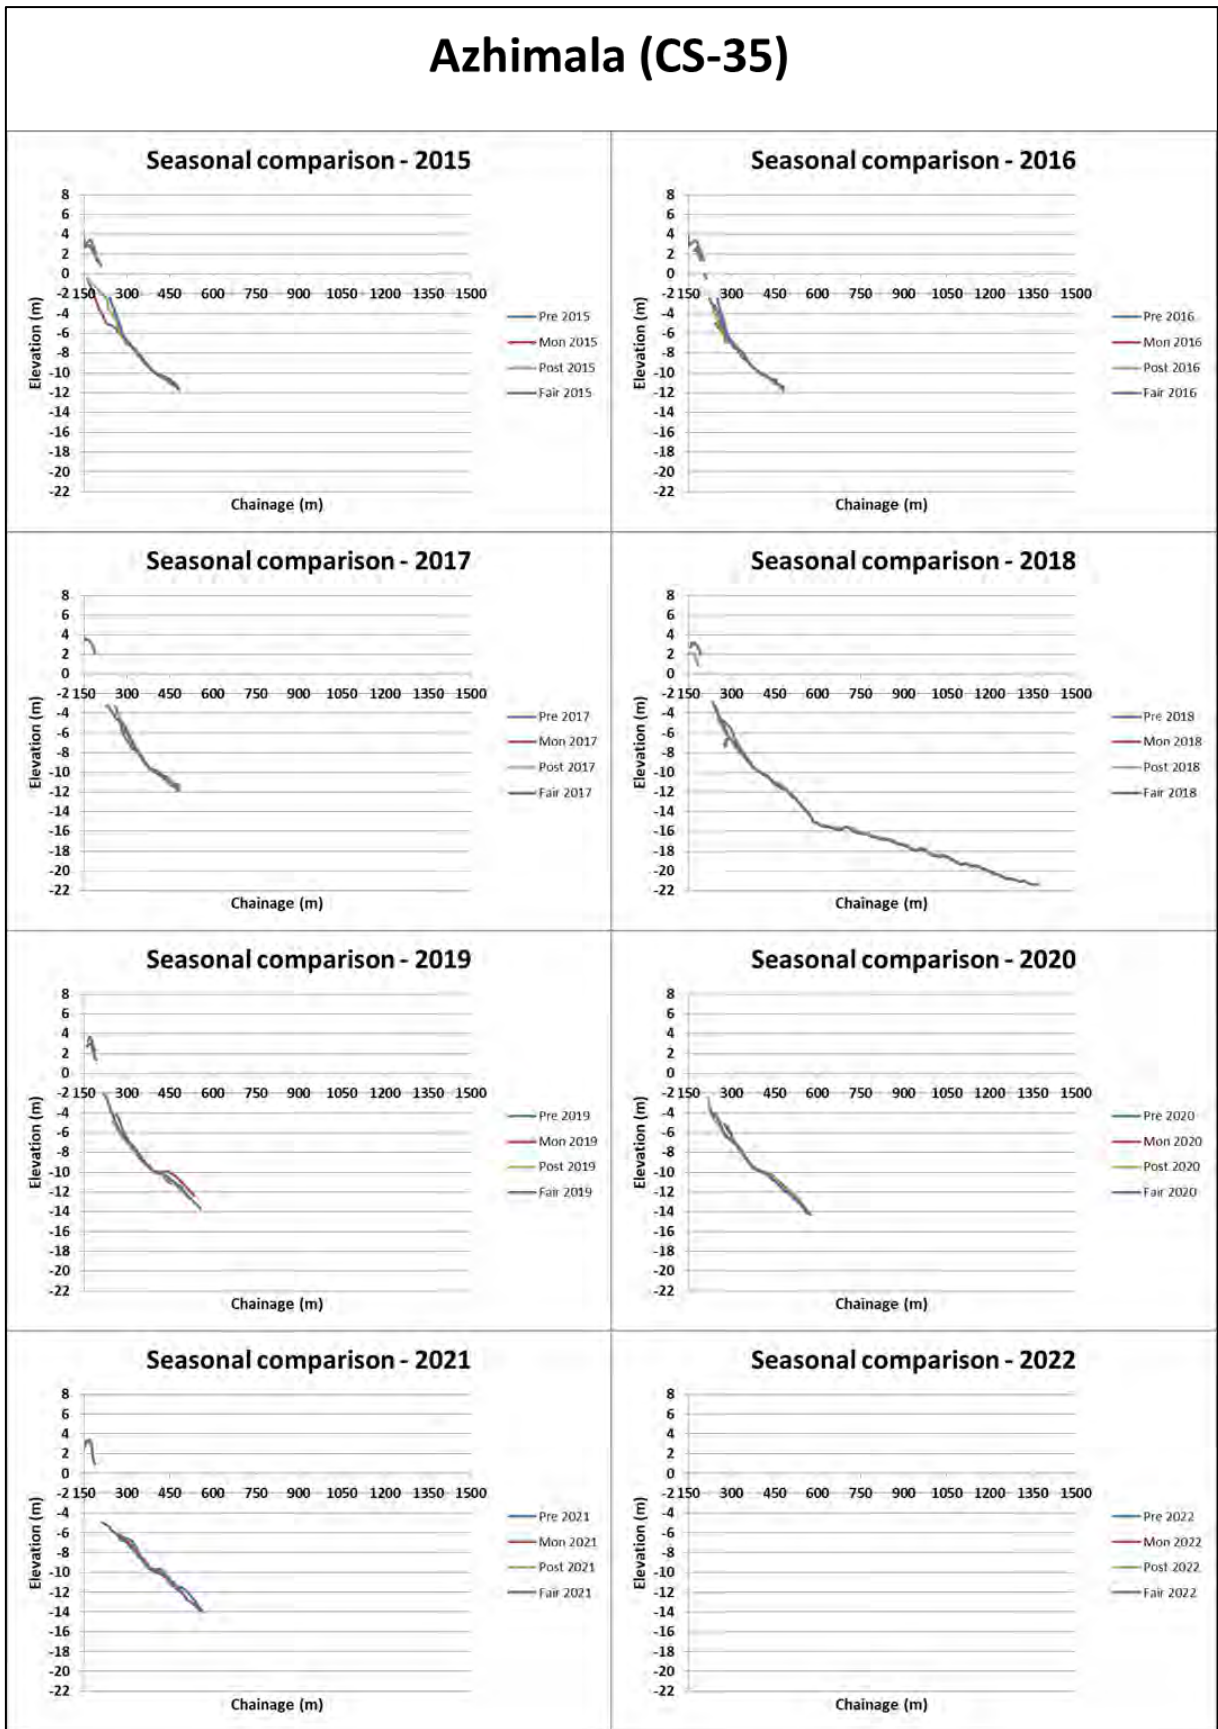 Azhimala (CS-35)
Seasonal comparison - 2015
8
6
4
2
0
-2
-4
-6
-8
-10
-12
-14
-16
-18
-20
-22
150 300 450 600 750 900 1050 1200 1350 1500
Elevation (m)
Chainage (m)
Pre 2015
Mon 2015
Post 2015
Fair 2015
Seasonal comparison - 2016
8
6
4
2
0
-2
-4
-6
-8
-10
-12
-14
-16
-18
-20
-22
150 300 450 600 750 900 1050 1200 1350 1500
Elevation (m)
Chainage (m)
Pre 2016
Mon 2016
Post 2016
Fair 2016
Seasonal comparison - 2017
8
6
4
2
0
-2
-4
-6
-8
-10
-12
-14
-16
-18
-20
-22
150 300 450 600 750 900 1050 1200 1350 1500
Elevation (m)
Chainage (m)
Pre 2017
Mon 2017
Post 2017
Fair 2017
Seasonal comparison - 2018
8
6
4
2
0
-2
-4
-6
-8
-10
-12
-14
-16
-18
-20
-22
150 300 450 600 750 900 1050 1200 1350 1500
Elevation (m)
Chainage (m)
Pre 2018
Mon 2018
Post 2018
Fair 2018
Seasonal comparison - 2019
8
6
4
2
0
-2
-4
-6
-8
-10
-12
-14
-16
-18
-20
-22
150 300 450 600 750 900 1050 1200 1350 1500
Elevation (m)
Chainage (m)
Pre 2019
Mon 2019
Post 2019
Fair 2019
Seasonal comparison - 2020
8
6
4
2
0
-2
-4
-6
-8
-10
-12
-14
-16
-18
-20
-22
150 300 450 600 750 900 1050 1200 1350 1500
Elevation (m)
Chainage (m)
Pre 2020
Mon 2020
Post 2020
Fair 2020
Seasonal comparison - 2021
8
6
4
2
0
-2
-4
-6
-8
-10
-12
-14
-16
-18
-20
-22
150 300 450 600 750 900 1050 1200 1350 1500
Elevation (m)
Chainage (m)
Pre 2021
Mon 2021
Post 2021
Fair 2021
Seasonal comparison - 2022
8
6
4
2
0
-2
-4
-6
-8
-10
-12
-14
-16
-18
-20
-22
150 300 450 600 750 900 1050 1200 1350 1500
Elevation (m)
Chainage (m)
Pre 2022
Mon 2022
Post 2022
Fair 2022